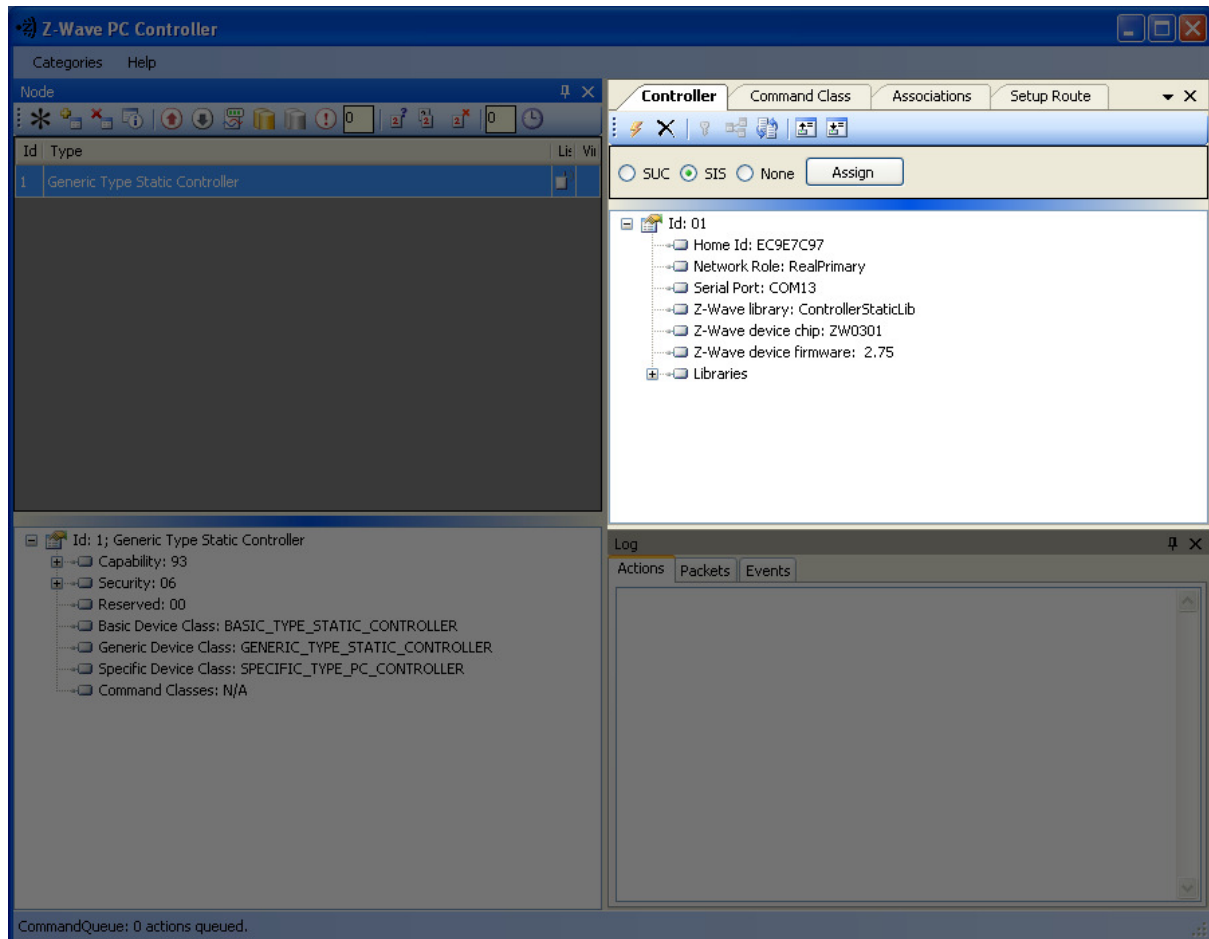 Z-Wave PC Controller
Categories Help
Node
0 0
Id Type Lis Vir
1 Generic Type Static Controller
Id: 1; Generic Type Static Controller
Capability: 93
Security: 06
Reserved: 00
Basic Device Class: BASIC_TYPE_STATIC_CONTROLLER
Generic Device Class: GENERIC_TYPE_STATIC_CONTROLLER
Specific Device Class: SPECIFIC_TYPE_PC_CONTROLLER
Command Classes: N/A
Controller Command Class Associations Setup Route
SUC SIS None Assign
Id: 01
Home Id: EC9E7C97
Network Role: RealPrimary
Serial Port: COM13
Z-Wave library: ControllerStaticLib
Z-Wave device chip: ZW0301
Z-Wave device firmware: 2.75
Libraries
Log
Actions Packets Events
CommandQueue: 0 actions queued.